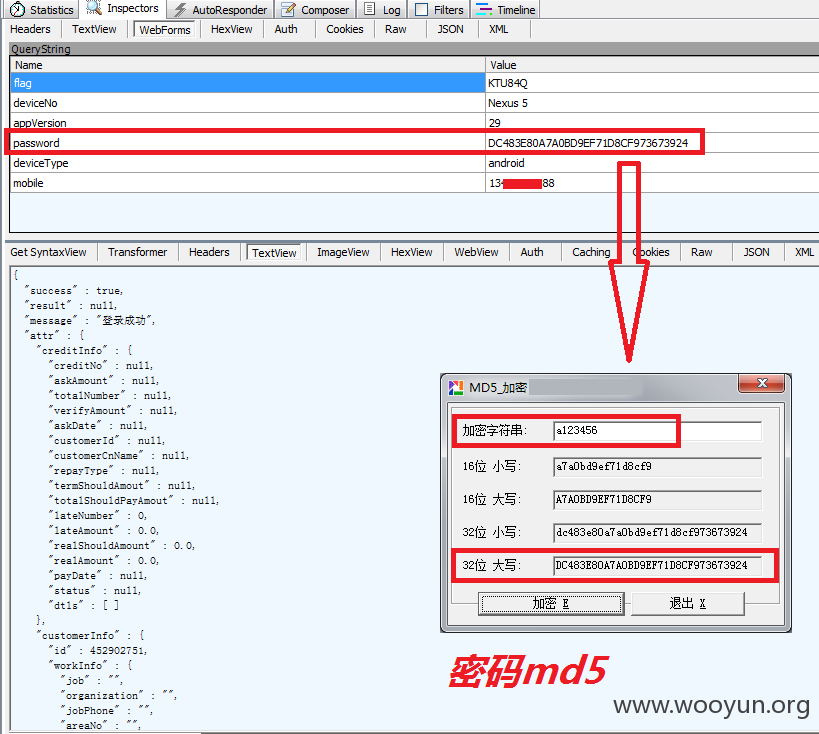 Statistics Inspectors AutoResponder Composer Log Filters Timeline
Headers TextView WebForms HexView Auth Cookies Raw JSON XML
QueryString
Name Value
flag KTU84Q
deviceNo Nexus 5
appVersion 29
password DC483E80A7A0BD9EF71D8CF973673924
deviceType android
mobile 13 88
Get SyntaxView Transformer Headers TextView ImageView HexView WebView Auth Caching Cookies Raw JSON XML
{
"success" : true,
"result" : null,
"message" : "登录成功",
"attr" : {
"creditInfo" : {
"creditNo" : null,
"askAmount" : null,
"totalNumber" : null,
"verifyAmount" : null,
"askDate" : null,
"customerId" : null,
"customerCnName" : null,
"repayType" : null,
"termShouldAmout" : null,
"totalShouldPayAmout" : null,
"lateNumber" : 0,
"lateAmount" : 0.0,
"realShouldAmount" : 0.0,
"realAmount" : 0.0,
"payDate" : null,
"status" : null,
"dtls" : [ ]
},
"customerInfo" : {
"id" : 452902751,
"workInfo" : {
"job" : "",
"organization" : "",
"jobPhone" : "",
"areaNo" : "",
MD5_加密
加密字符串: a123456
16位 小写: a7a0bd9ef71d8cf9
16位 大写: A7A0BD9EF71D8CF9
32位 小写: dc483e80a7a0bd9ef71d8cf973673924
32位 大写: DC483E80A7A0BD9EF71D8CF973673924
加密 E 退出 X
密码md5
www.wooyun.org